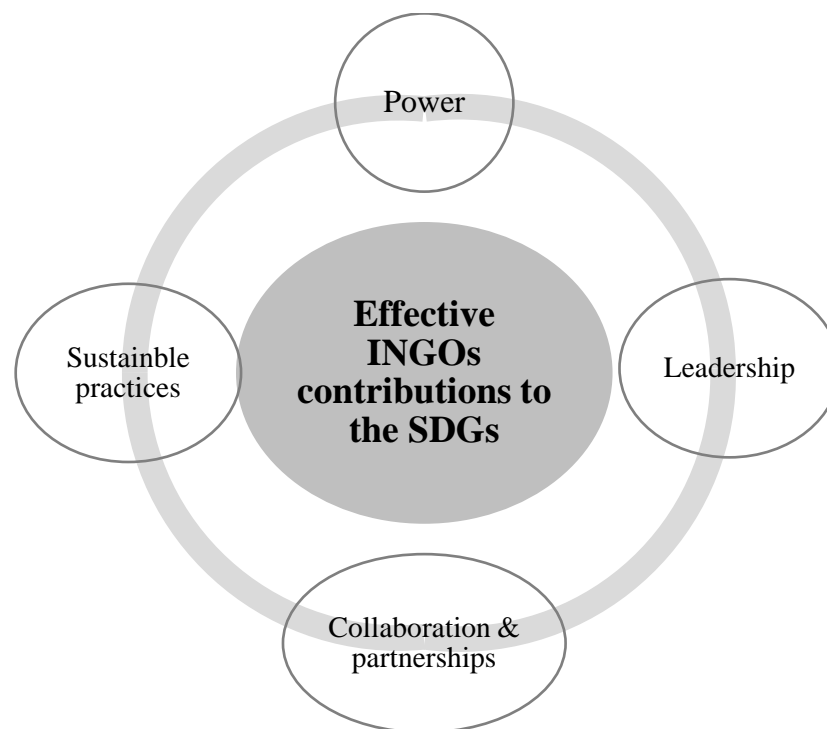 Power
Effective
INGOs
contributions to
the SDGs
Sustainble
practices
Leadership
Collaboration &
partnerships